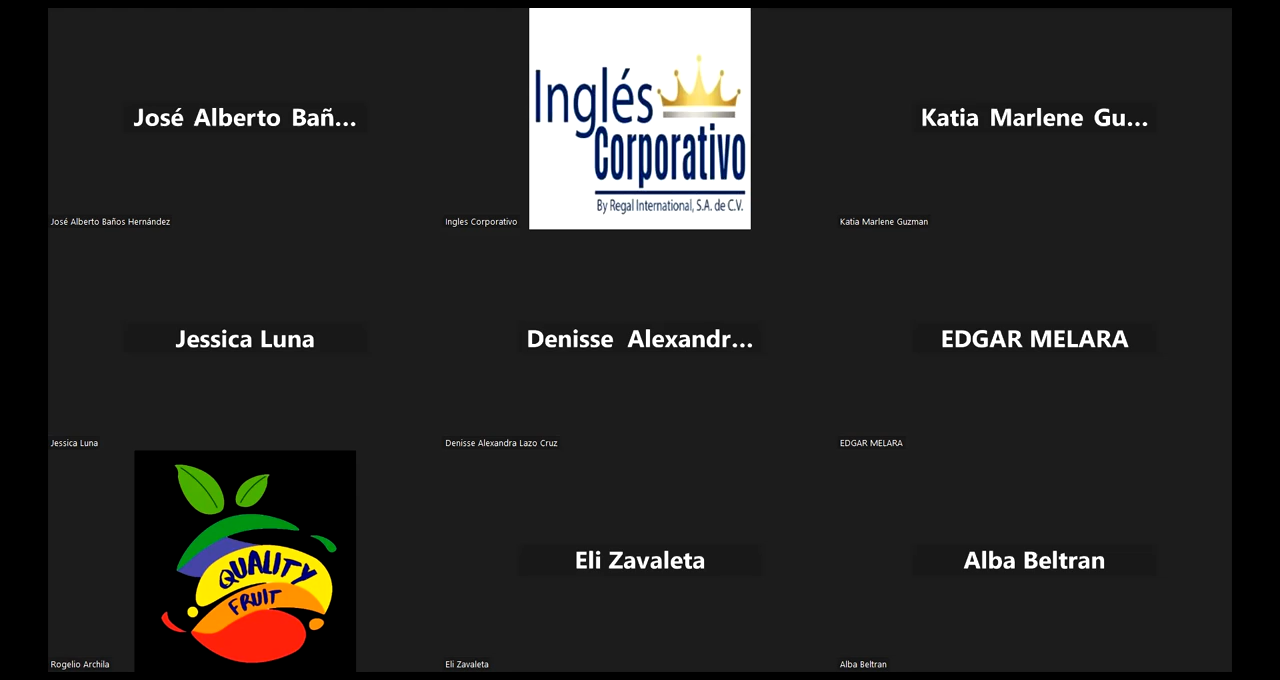 José Alberto Bañ...
José Alberto Baños Hernández
Inglés
Corporativo
By Regal International, S.A. de C.V.
Ingles Corporativo
Katia Marlene Gu...
Katia Marlene Guzman
Jessica Luna
Jessica Luna
Denisse Alexandr...
Denisse Alexandra Lazo Cruz
EDGAR MELARA
EDGAR MELARA
QUALITY
FRUIT
Rogelio Archila
Eli Zavaleta
Eli Zavaleta
Alba Beltran
Alba Beltran